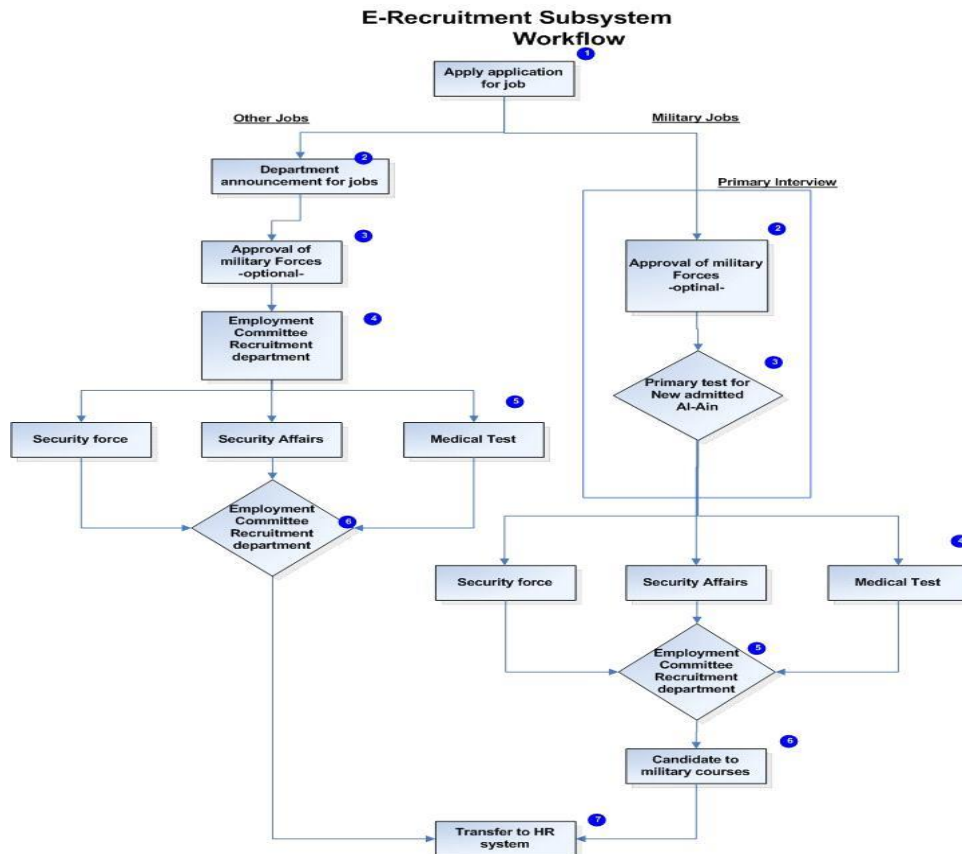 E-Recruitment Subsystem
Workflow
1
Apply application
for job
Other Jobs
Military Jobs
2
Department
announcement for jobs
Primary Interview
3
Approval of
military Forces
-optional-
2
Approval of military
Forces
-optinal-
4
Employment
Committee
Recruitment
department
3
Primary test for
New admitted
Al-Ain
5
Security force
Security Affairs
Medical Test
6
Employment
Committee
Recruitment
department
4
Security force
Security Affairs
Medical Test
5
Employment
Committee
Recruitment
department
6
Candidate to
military courses
7
Transfer to HR
system